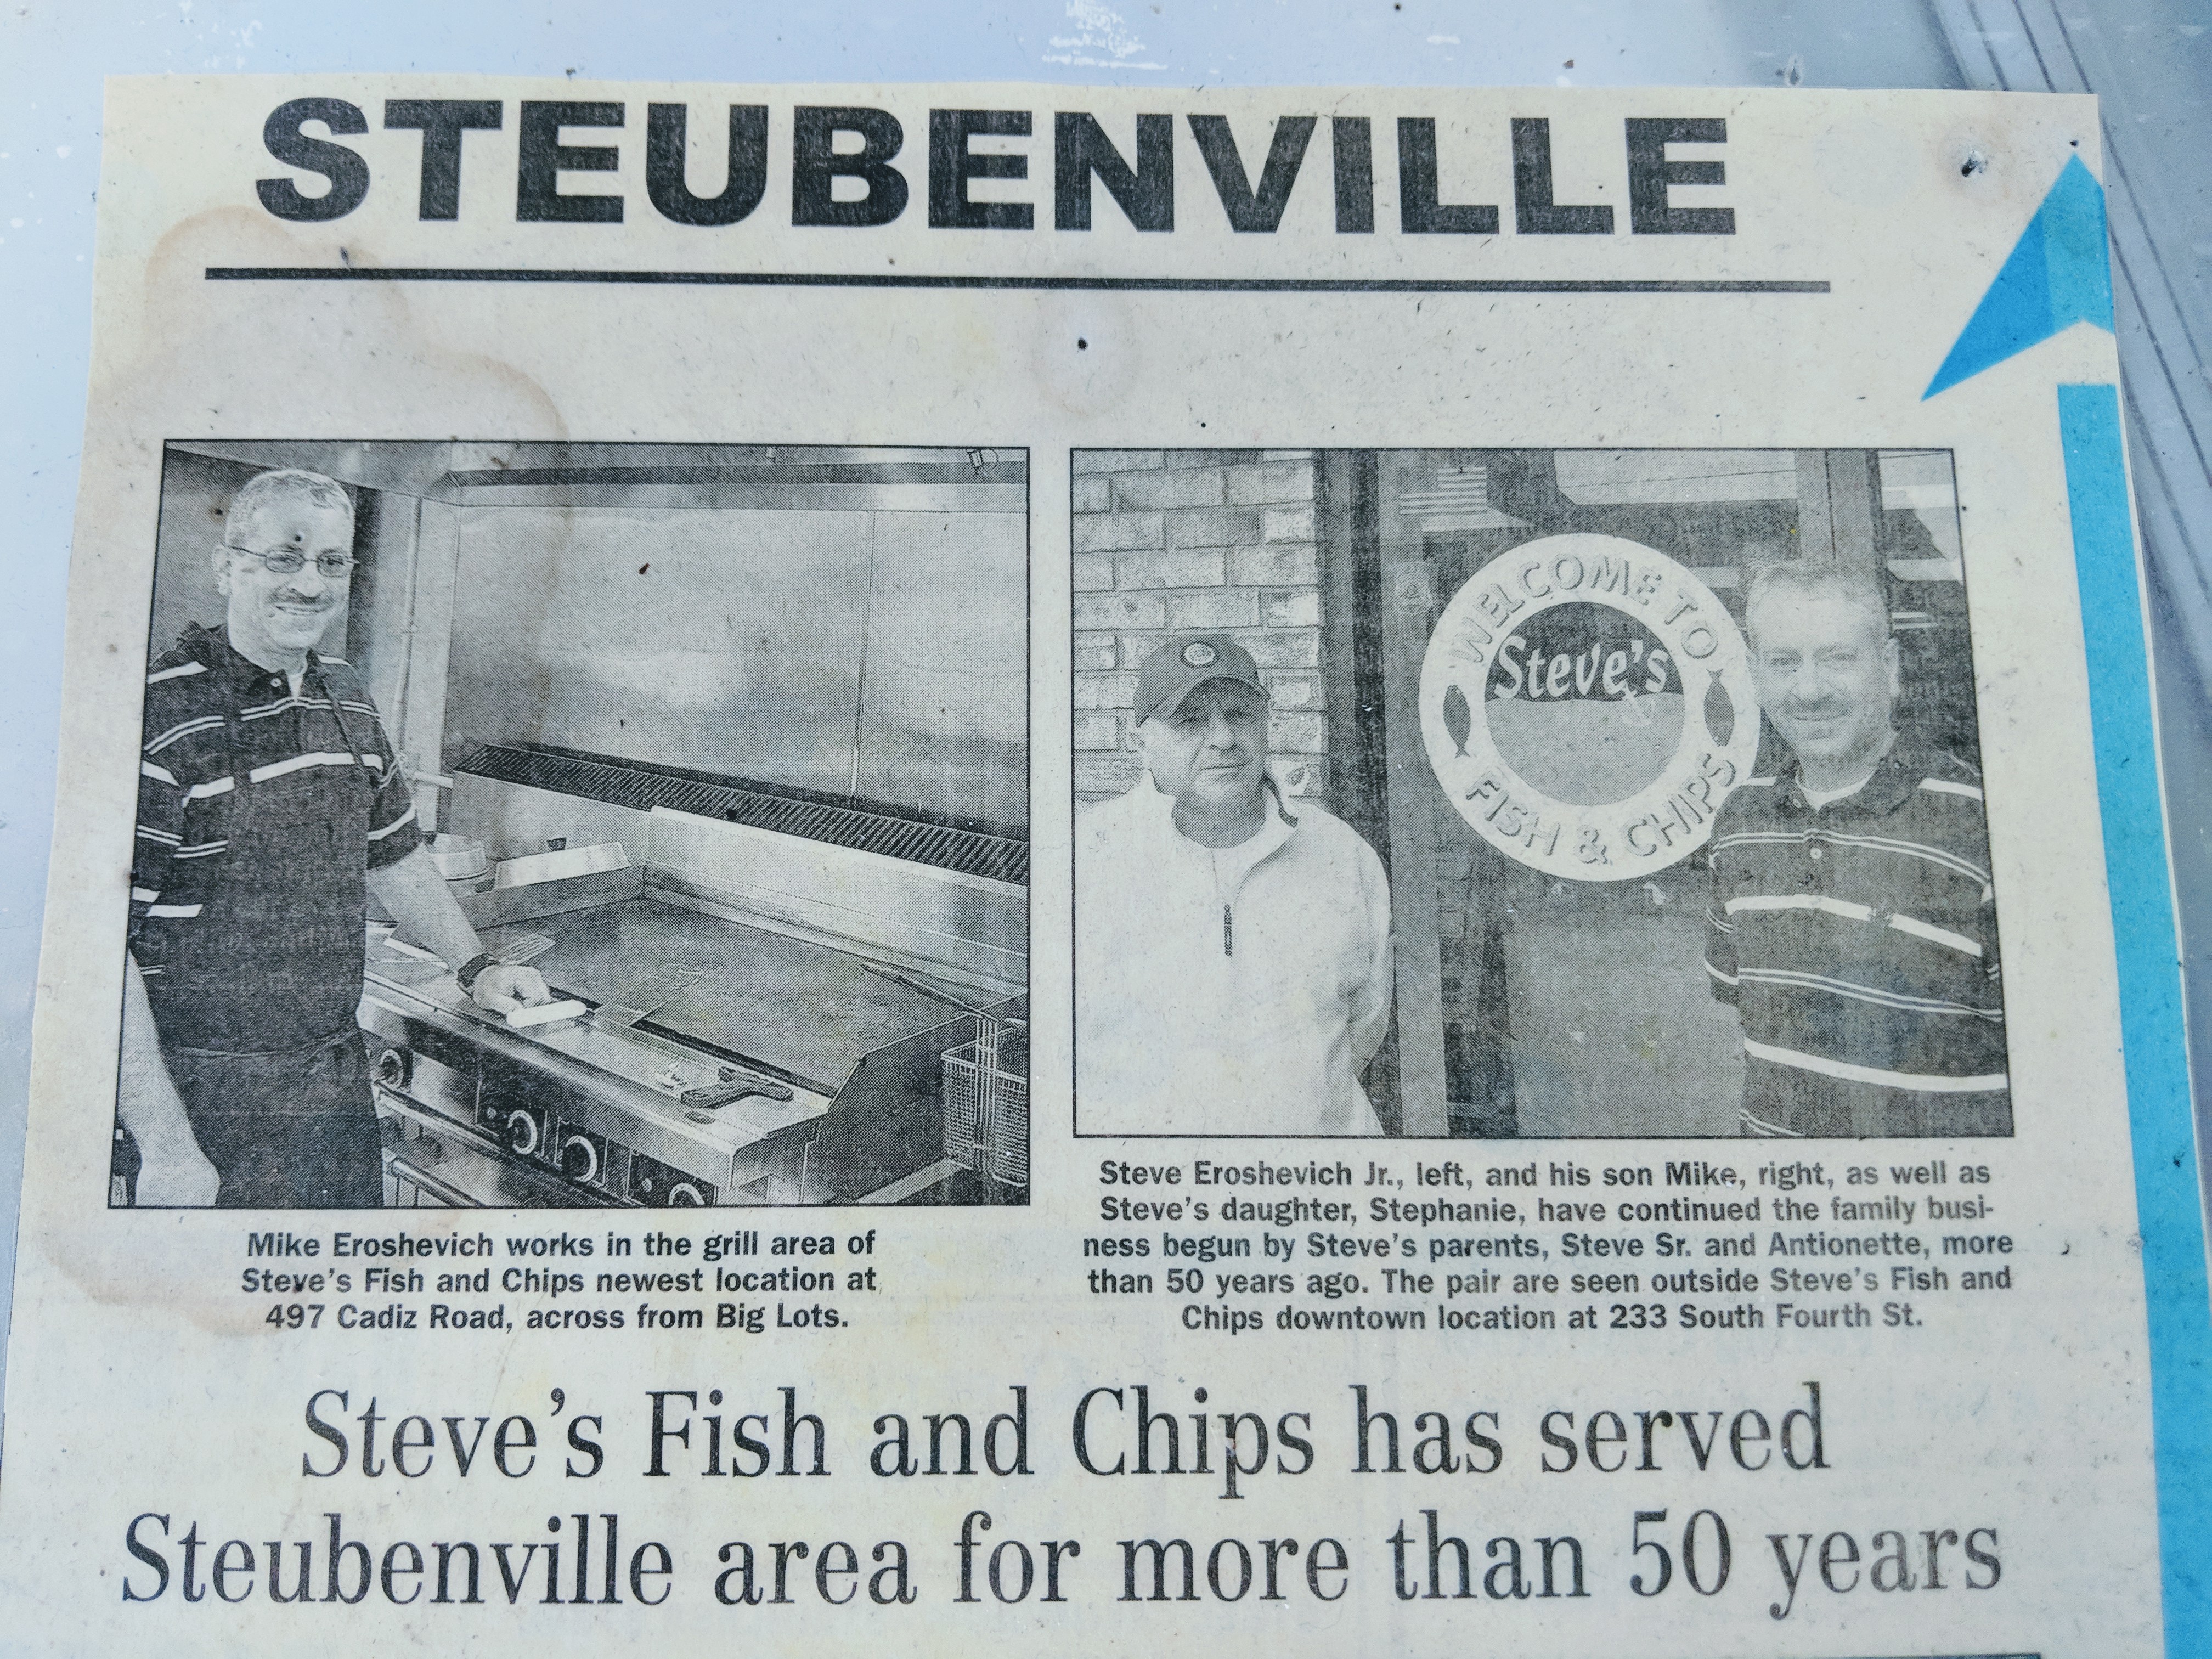 STEUBENVILLE
WELCOME TO
Steve's
FISH & CHIPS
Mike Eroshevich works in the grill area of
Steve's Fish and Chips newest location at
497 Cadiz Road, across from Big Lots.
Steve Eroshevich Jr., left, and his son Mike, right, as well as
Steve's daughter, Stephanie, have continued the family busi-
ness begun by Steve's parents, Steve Sr. and Antionette, more
than 50 years ago. The pair are seen outside Steve's Fish and
Chips downtown location at 233 South Fourth St.
Steve's Fish and Chips has served
Steubenville area for more than 50 years